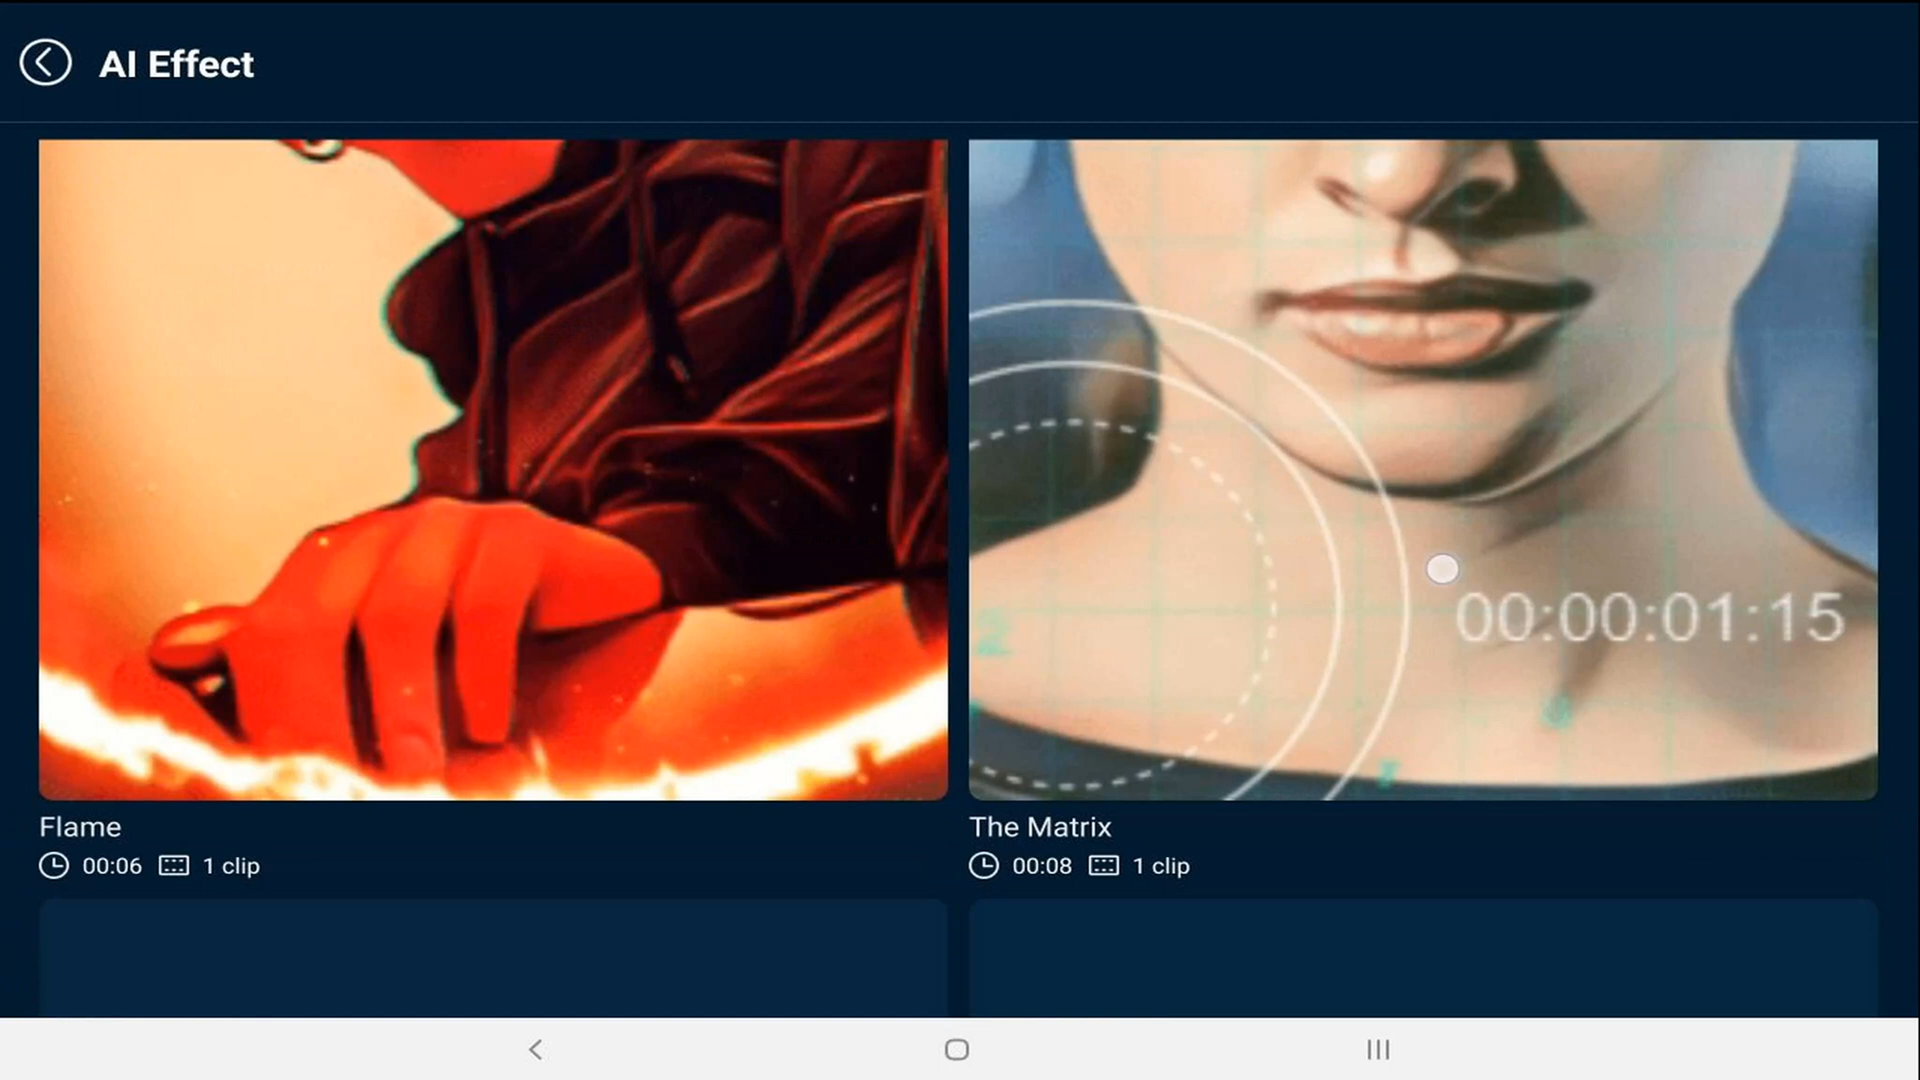 AI Effect
00:00:01:15
Flame
00:06 1 clip
The Matrix
00:08 1 clip